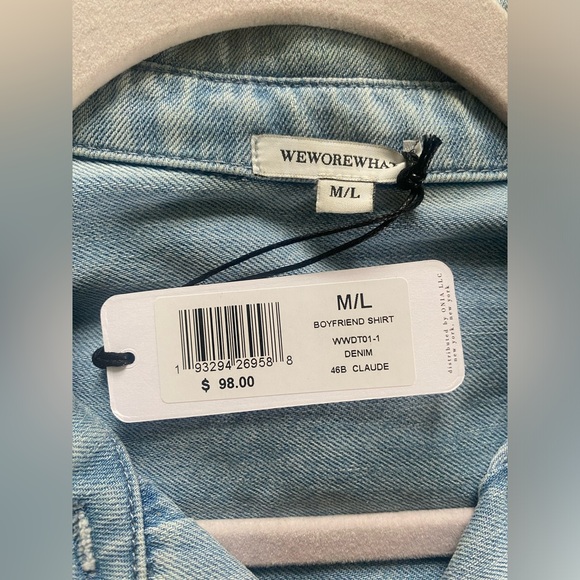 WEWOREWHA
M/L
M/L
BOYFRIEND SHIRT
WWDT01-1
DENIM
46B CLAUDE
1 93294 26958 8
$ 98.00
distributed by ONIA LLC
new york, new york